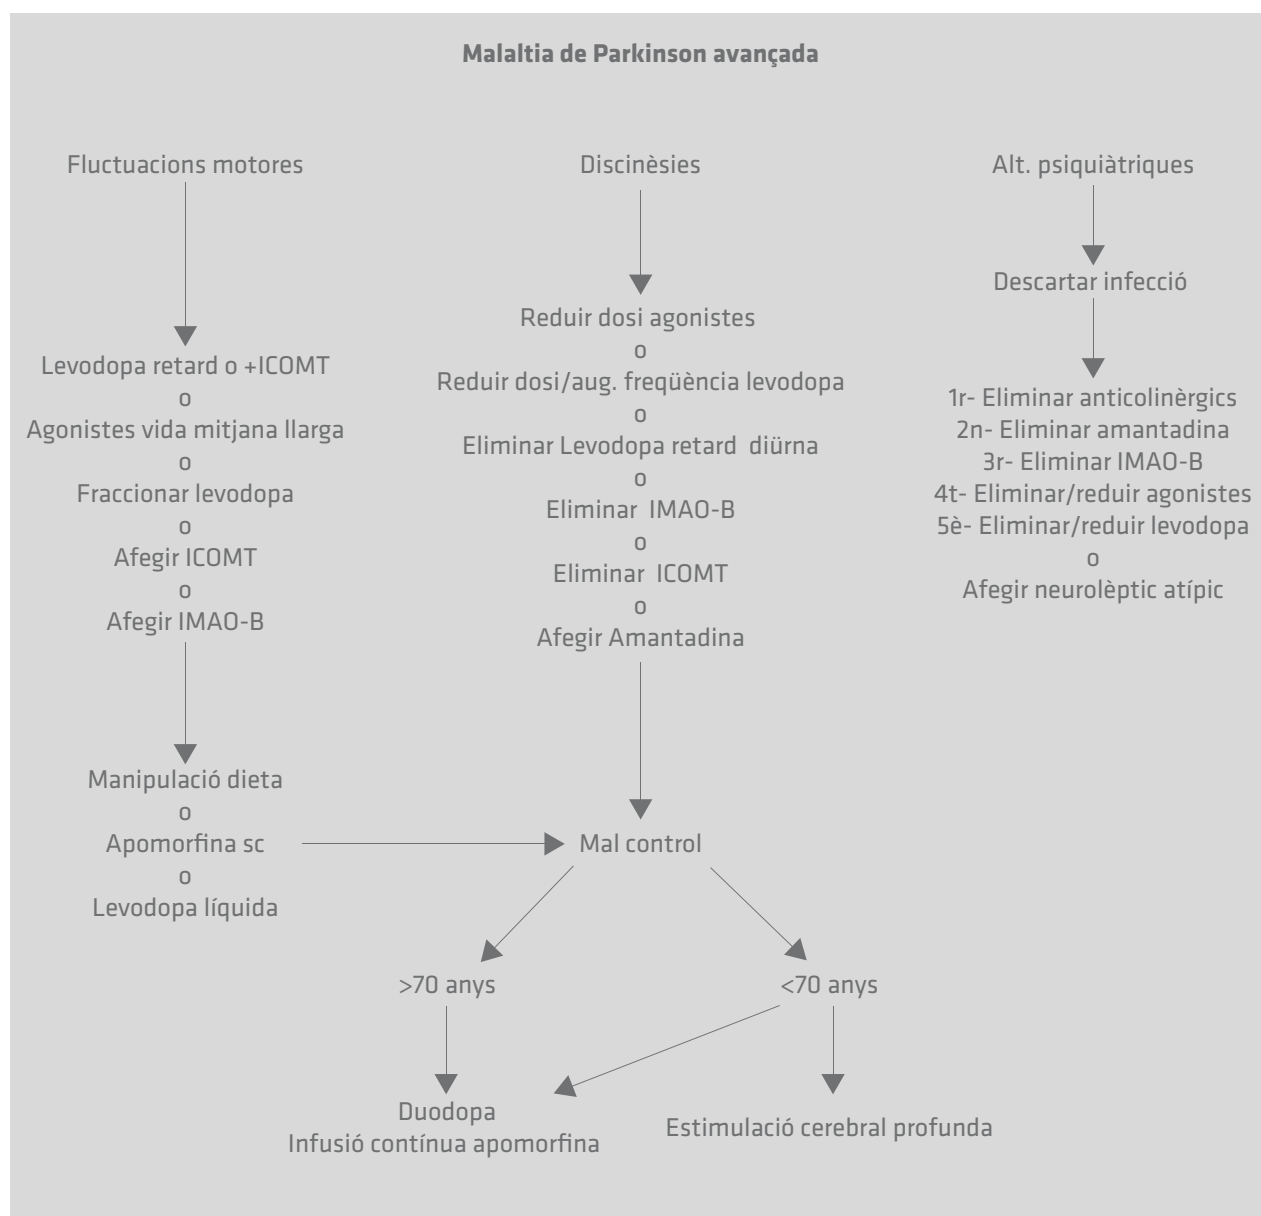 Malaltia de Parkinson avançada
Fluctuacions motores
Levodopa retard o +ICOMT
o
Agonistes vida mitjana llarga
o
Fraccionar levodopa
o
Afegir ICOMT
o
Afegir IMAO-B
Manipulació dieta
o
Apomorfina sc
o
Levodopa líquida
Discinèsies
Reduir dosi agonistes
o
Reduir dosi/aug. freqüència levodopa
o
Eliminar Levodopa retard diürna
o
Eliminar IMAO-B
o
Eliminar ICOMT
o
Afegir Amantadina
Mal control
Alt. psiquiàtriques
Descartar infecció
1r- Eliminar anticolinèrgics
2n- Eliminar amantadina
3r- Eliminar IMAO-B
4t- Eliminar/reduir agonistes
5è- Eliminar/reduir levodopa
o
Afegir neurolèptic atípic
>70 anys
<70 anys
Duodopa
Infusió contínua apomorfina
Estimulació cerebral profunda